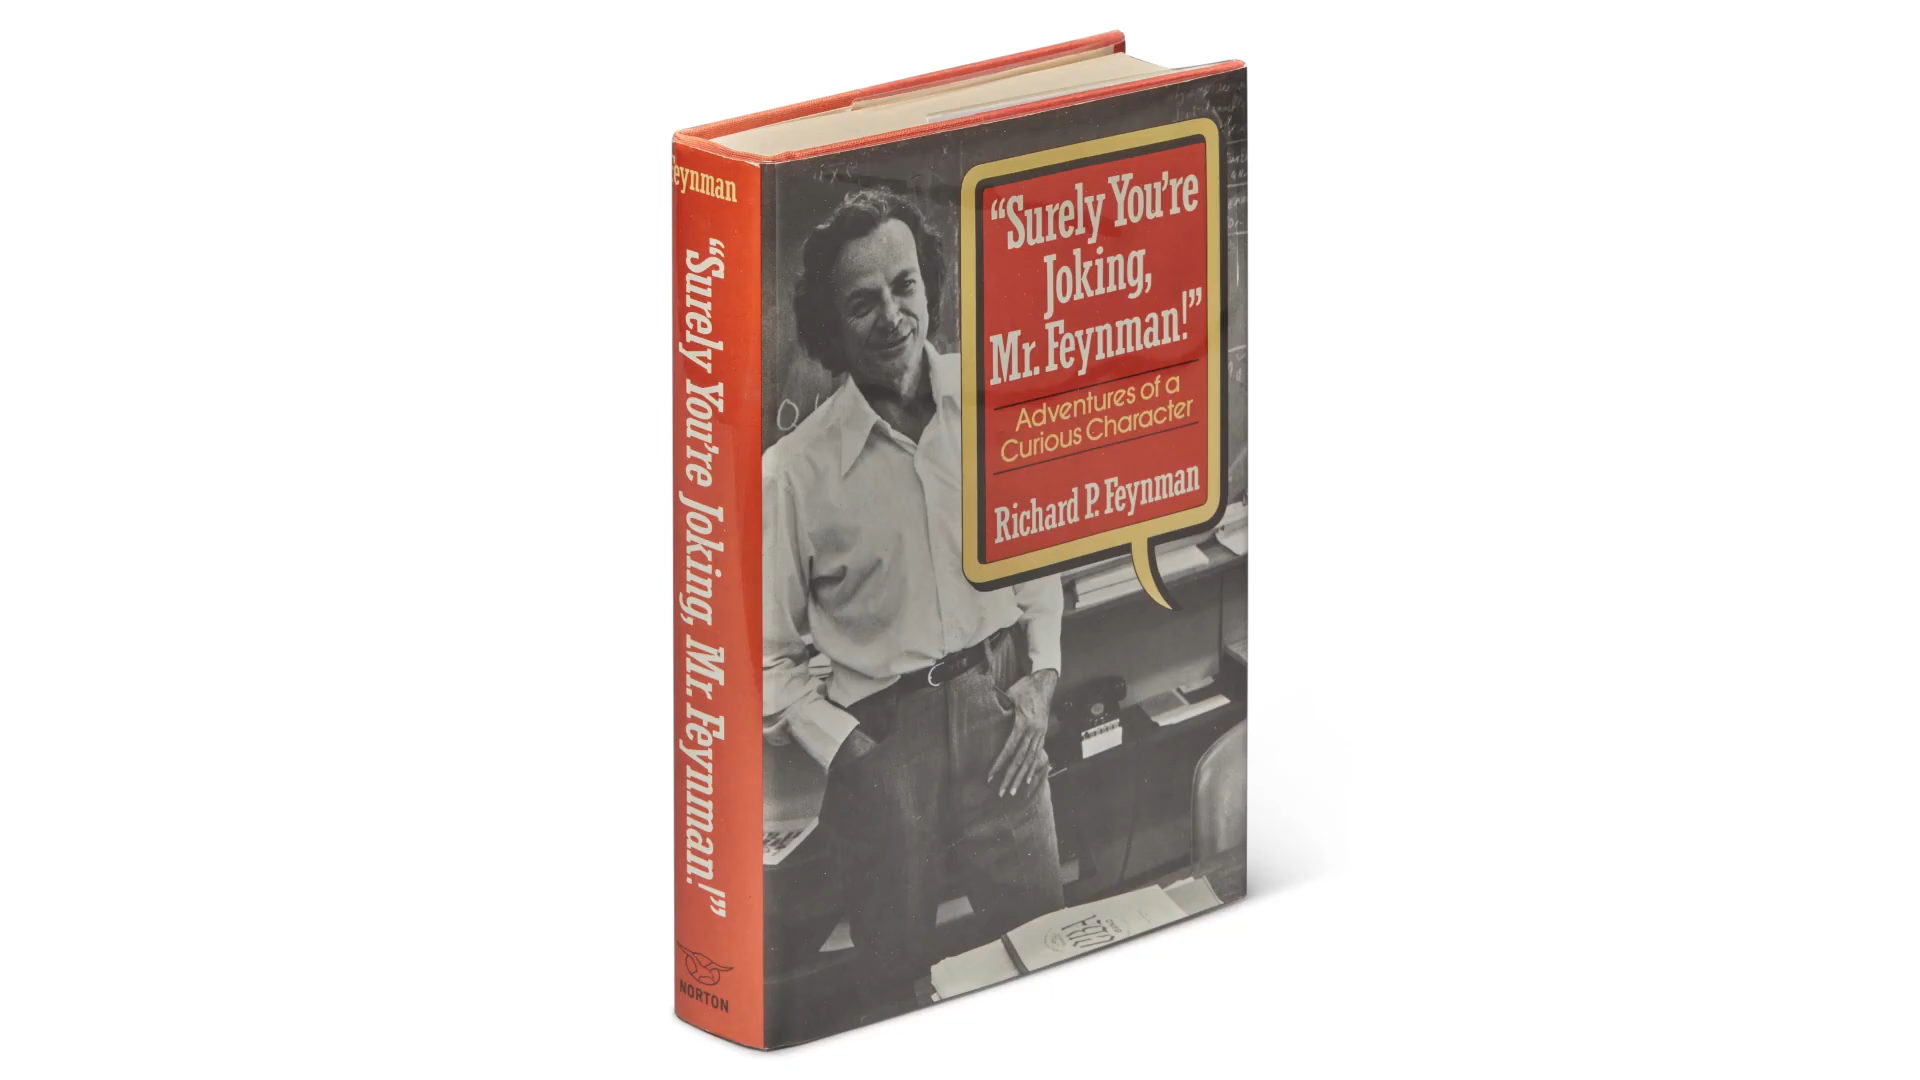 Feynman
“Surely You’re Joking, Mr. Feynman!”
NORTON
“Surely You’re
Joking,
Mr. Feynman!”
Adventures of a
Curious Character
Richard P. Feynman